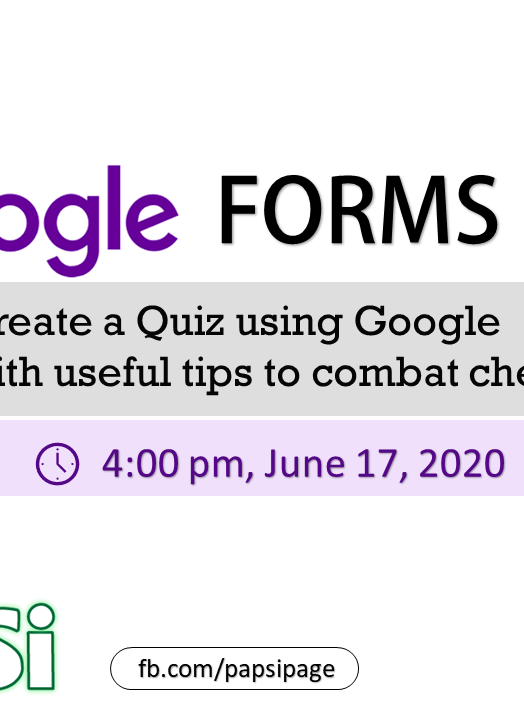 ogle FORMS
reate a Quiz using Google
ith useful tips to combat che
4:00 pm, June 17, 2020
si
fb.com/papsipage